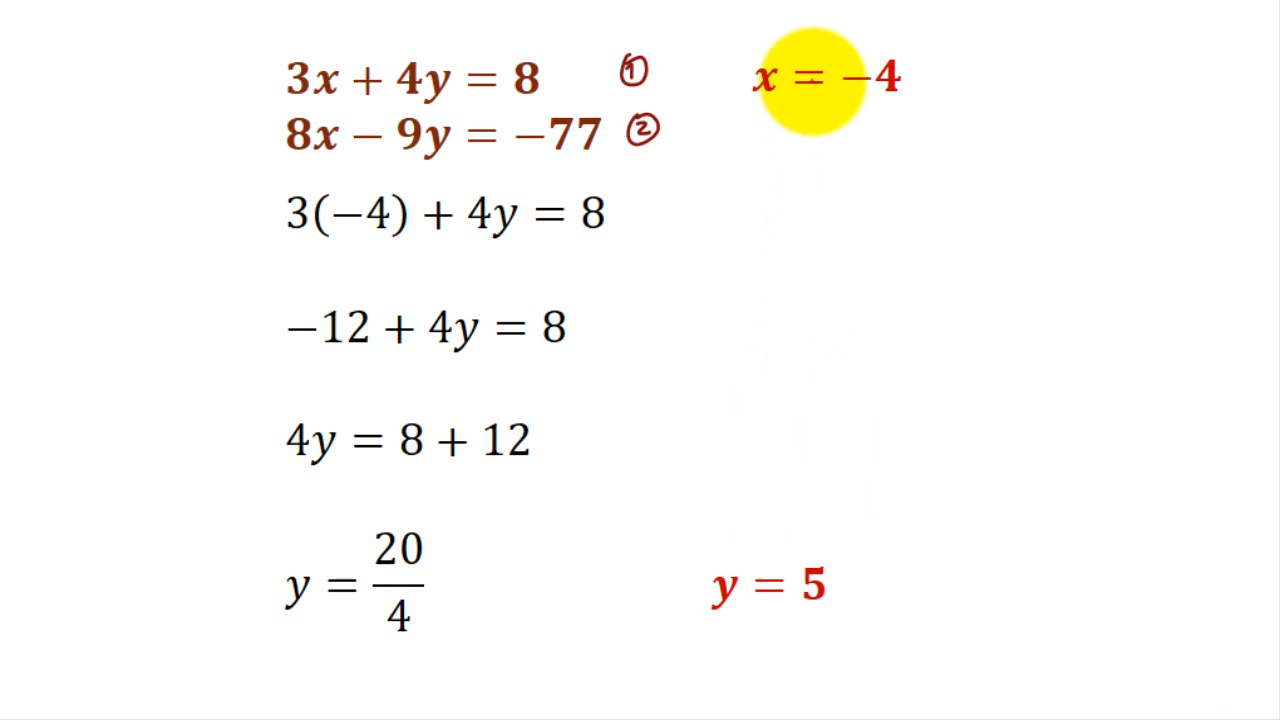 3x + 4y = 8 ① x = −4
8x − 9y = −77 ②
3(−4) + 4y = 8
−12 + 4y = 8
4y = 8 + 12
y = 20/4 y = 5